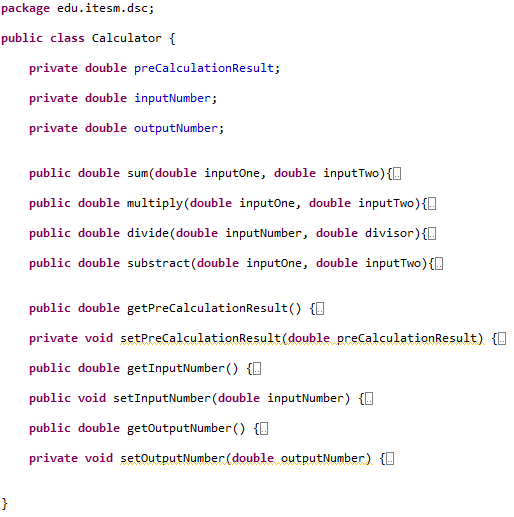 package edu.itesm.dsc;
public class Calculator {
private double preCalculationResult;
private double inputNumber;
private double outputNumber;
public double sum(double inputOne, double inputTwo){..
public double multiply(double inputOne, double inputTwo){..
public double divide(double inputNumber, double divisor){..
public double substract(double inputOne, double inputTwo){..
public double getPreCalculationResult() {..
private void setPreCalculationResult(double preCalculationResult) {..
public double getInputNumber() {..
public void setInputNumber(double inputNumber) {..
public double getOutputNumber() {..
private void setOutputNumber(double outputNumber) {..
}